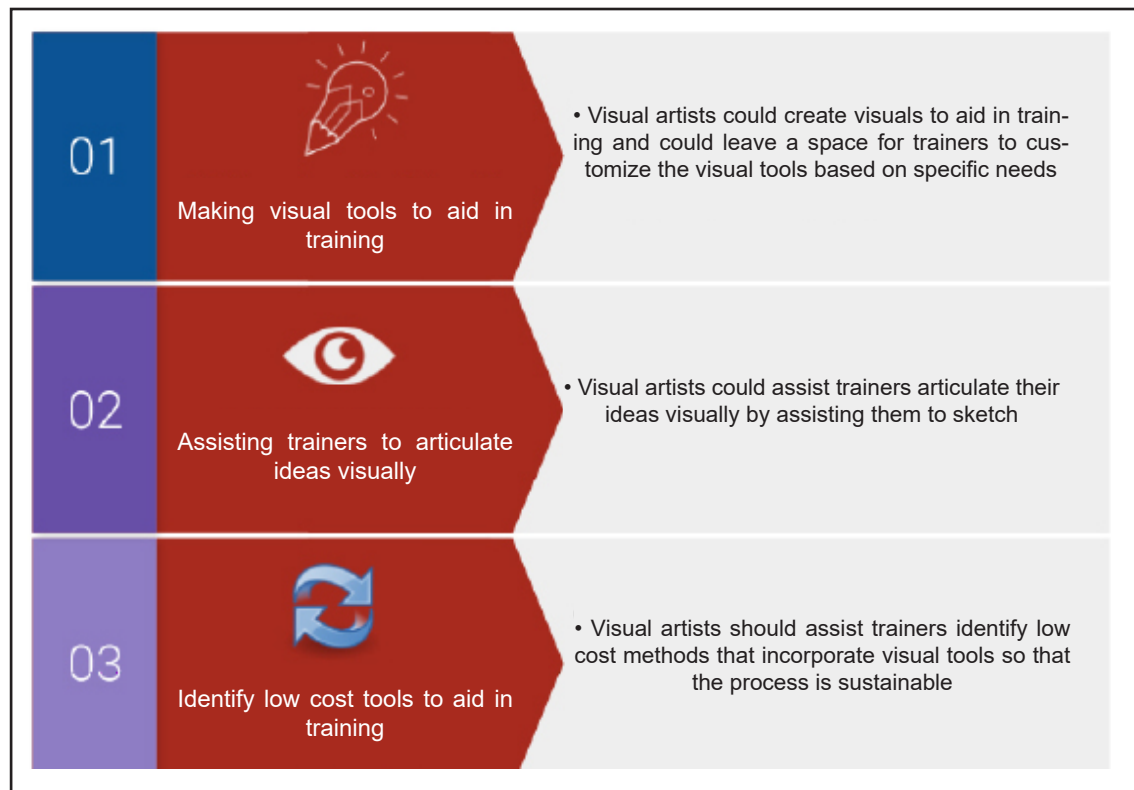 01
Making visual tools to aid in
training
• Visual artists could create visuals to aid in train-
ing and could leave a space for trainers to cus-
tomize the visual tools based on specific needs
02
Assisting trainers to articulate
ideas visually
• Visual artists could assist trainers articulate their
ideas visually by assisting them to sketch
03
Identify low cost tools to aid in
training
• Visual artists should assist trainers identify low
cost methods that incorporate visual tools so that
the process is sustainable